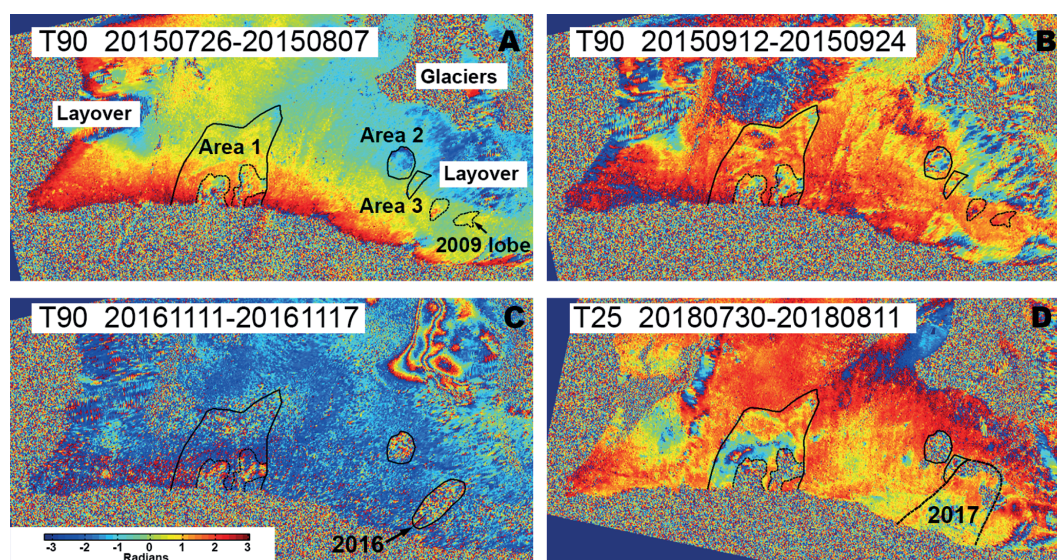 T90 20150726-20150807
A
Glaciers
Layover
Area 1
Area 2
Layover
Area 3
2009 lobe
T90 20150912-20150924
B
T90 20161111-20161117
C
2016
-3 -2 -1 0 1 2 3
Radians
T25 20180730-20180811
D
2017